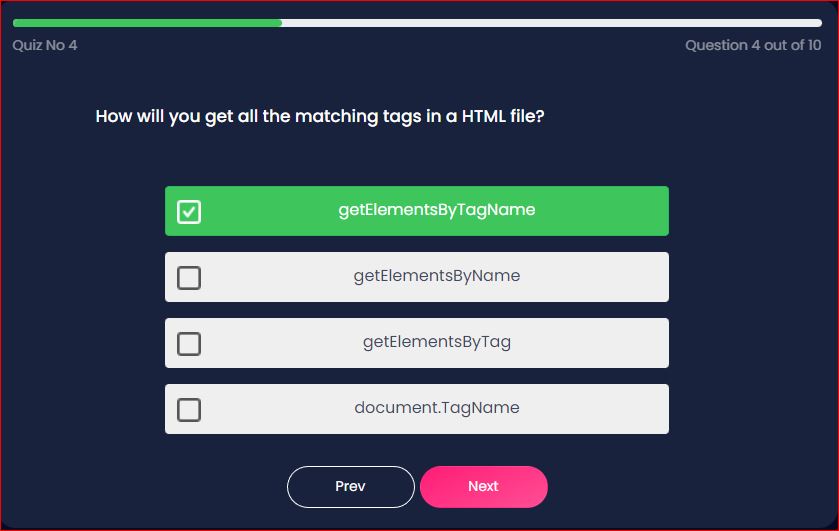 Quiz No 4
Question 4 out of 10
How will you get all the matching tags in a HTML file?
getElementsByTagName
getElementsByName
getElementsByTag
document.TagName
Prev
Next